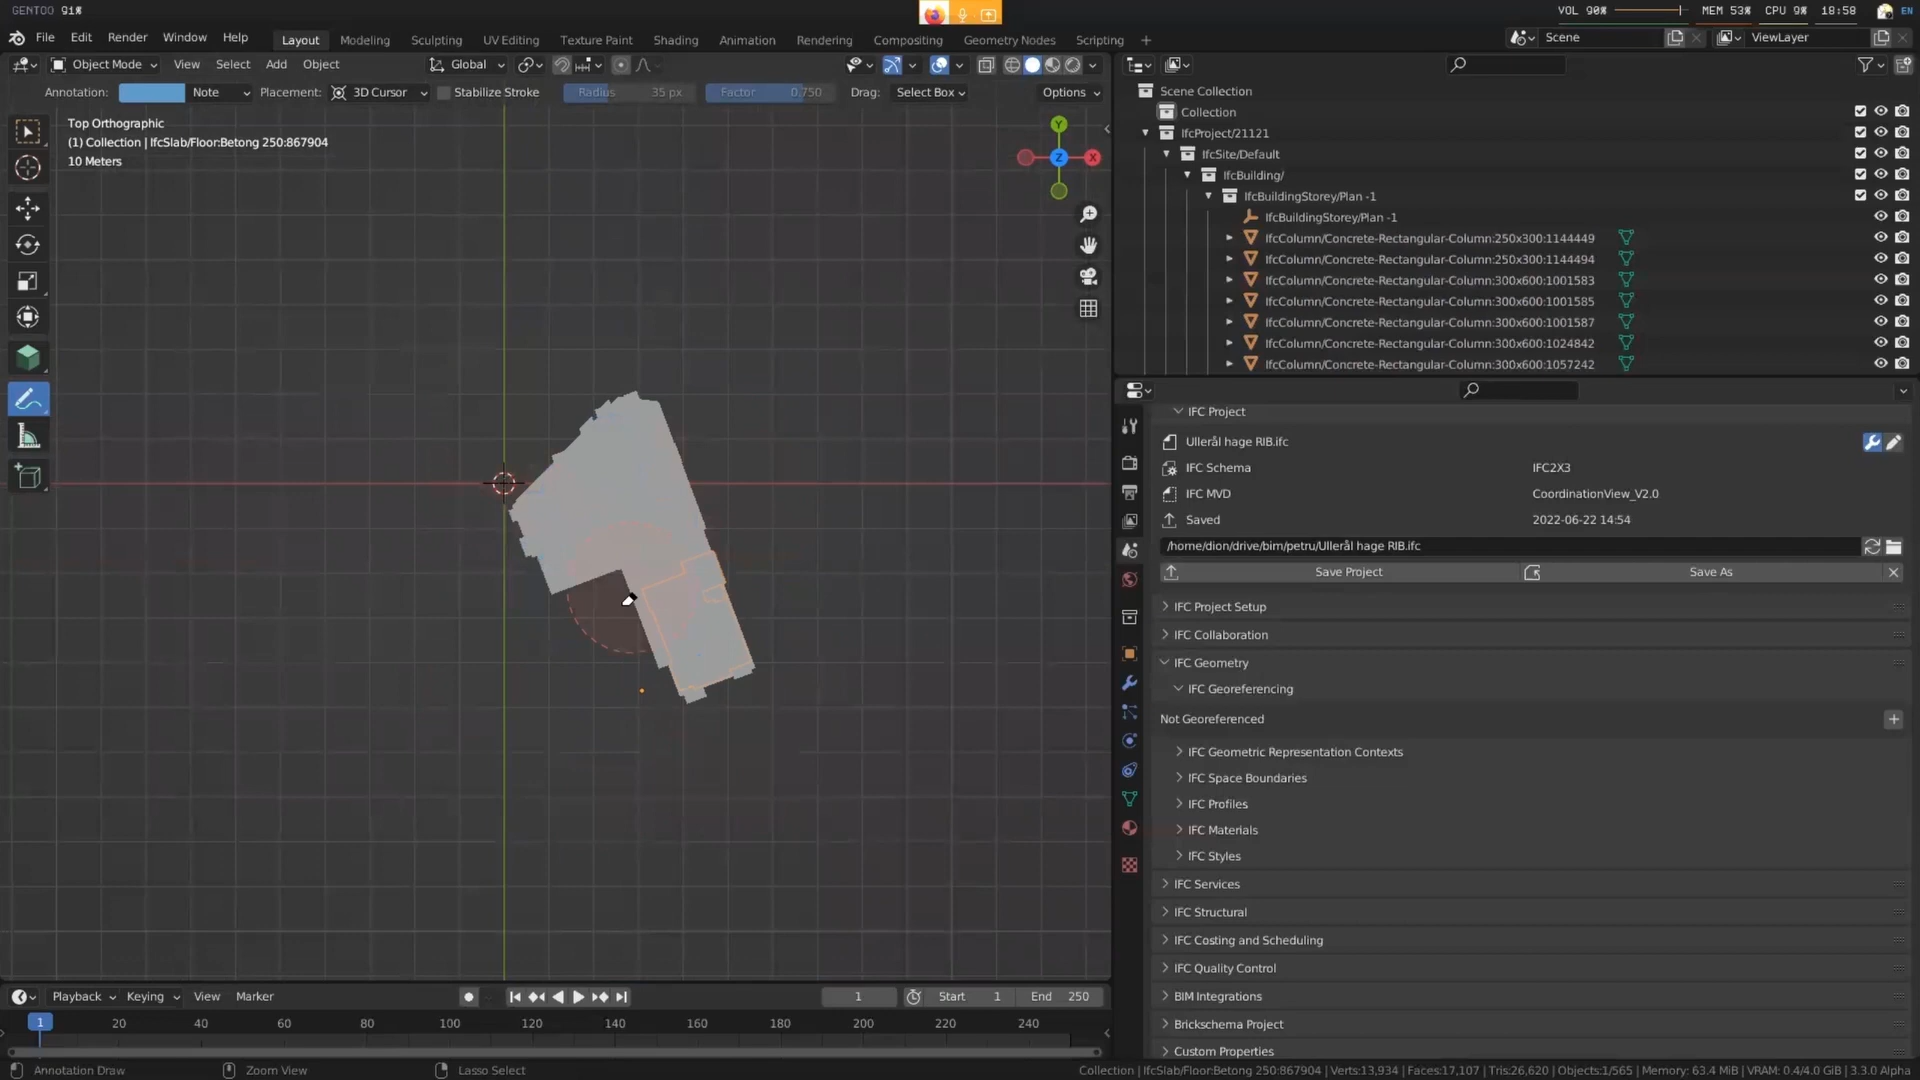 GENTOO 91%
VOL 90%
MEM 53% CPU 9% 18:58
EN
File Edit Render Window Help
Layout Modeling Sculpting UV Editing Texture Paint Shading Animation Rendering Compositing Geometry Nodes Scripting +
Scene
ViewLayer
Object Mode View Select Add Object
Global
Annotation: Note Placement: 3D Cursor Stabilize Stroke Radius 35 px Factor 0.750 Drag: Select Box Options
Top Orthographic
(1) Collection | IfcSlab/Floor:Betong 250:867904
10 Meters
Y
Z
X
Scene Collection
Collection
IfcProject/21121
IfcSite/Default
IfcBuilding/
IfcBuildingStorey/Plan -1
IfcBuildingStorey/Plan -1
IfcColumn/Concrete-Rectangular-Column:250x300:1144449
IfcColumn/Concrete-Rectangular-Column:250x300:1144494
IfcColumn/Concrete-Rectangular-Column:300x600:1001583
IfcColumn/Concrete-Rectangular-Column:300x600:1001585
IfcColumn/Concrete-Rectangular-Column:300x600:1001587
IfcColumn/Concrete-Rectangular-Column:300x600:1024842
IfcColumn/Concrete-Rectangular-Column:300x600:1057242
IFC Project
Ullerål hage RIB.ifc
IFC Schema IFC2X3
IFC MVD CoordinationView_V2.0
Saved 2022-06-22 14:54
/home/dion/drive/bim/petru/Ullerål hage RIB.ifc
Save Project Save As
IFC Project Setup
IFC Collaboration
IFC Geometry
IFC Georeferencing
Not Georeferenced
IFC Geometric Representation Contexts
IFC Space Boundaries
IFC Profiles
IFC Materials
IFC Styles
IFC Services
IFC Structural
IFC Costing and Scheduling
IFC Quality Control
BIM Integrations
Brickschema Project
Custom Properties
Playback Keying View Marker
1 Start 1 End 250
1 20 40 60 80 100 120 140 160 180 200 220 240
Annotation Draw Zoom View Lasso Select
Collection | IfcSlab/Floor:Betong 250:867904 | Verts:13,934 | Faces:17,107 | Tris:26,620 | Objects:1/565 | Memory: 63.4 MiB | VRAM: 0.4/4.0 GiB | 3.3.0 Alpha